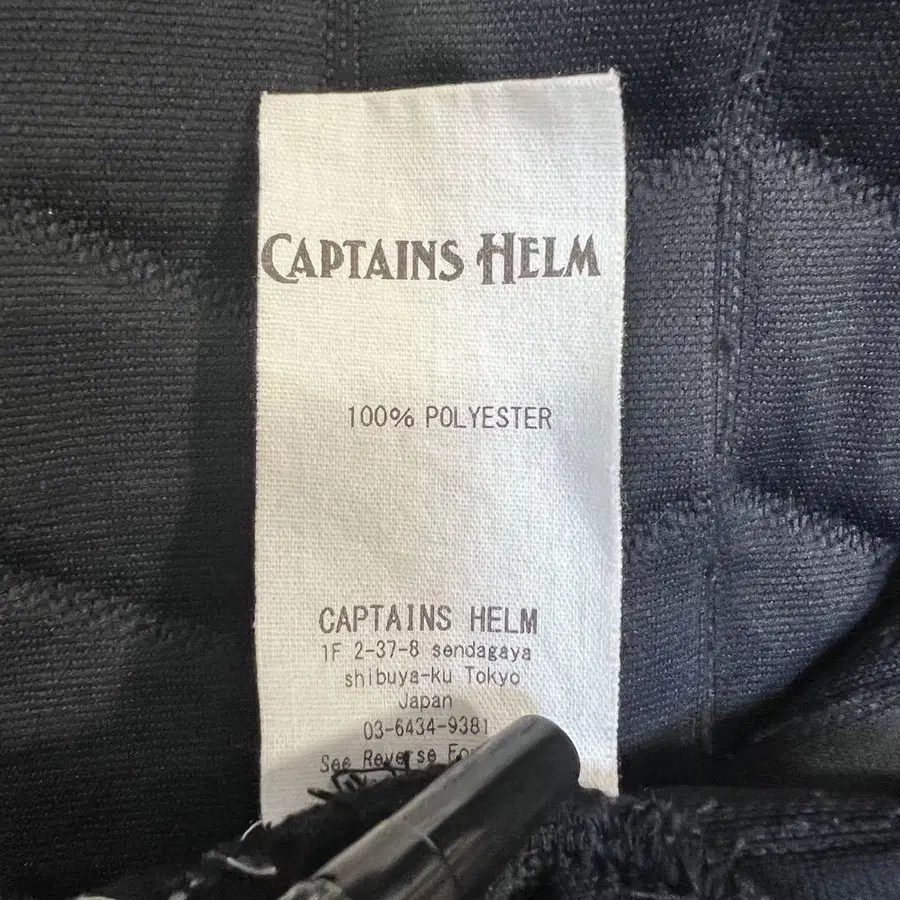 CAPTAINS HELM
100% POLYESTER
CAPTAINS HELM
1F 2-37-8 sendagaya
shibuya-ku Tokyo
Japan
03-6434-9381
See Reverse